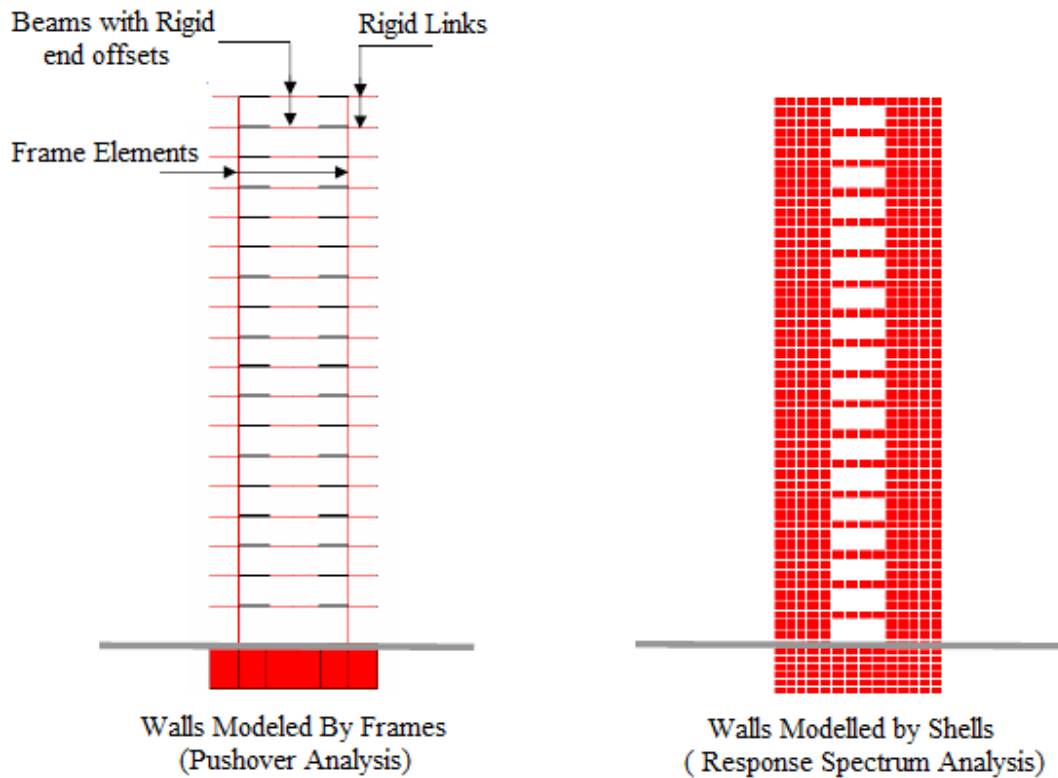 Beams with Rigid
end offsets
Rigid Links
Frame Elements
Walls Modeled By Frames
(Pushover Analysis)
Walls Modelled by Shells
( Response Spectrum Analysis)